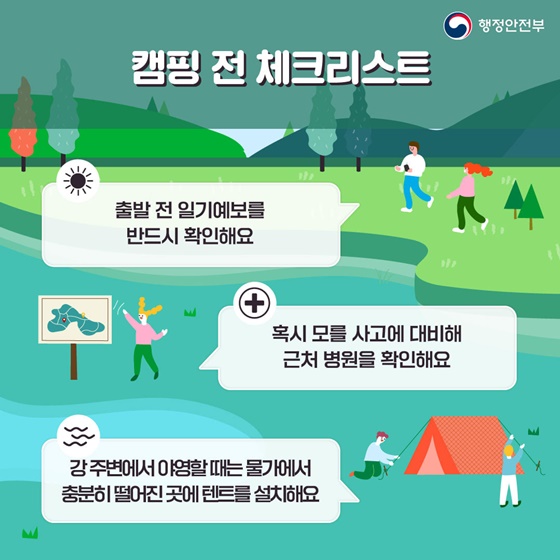 행정안전부
캠핑 전 체크리스트
출발 전 일기예보를
반드시 확인해요
혹시 모를 사고에 대비해
근처 병원을 확인해요
강 주변에서 야영할 때는 물가에서
충분히 떨어진 곳에 텐트를 설치해요